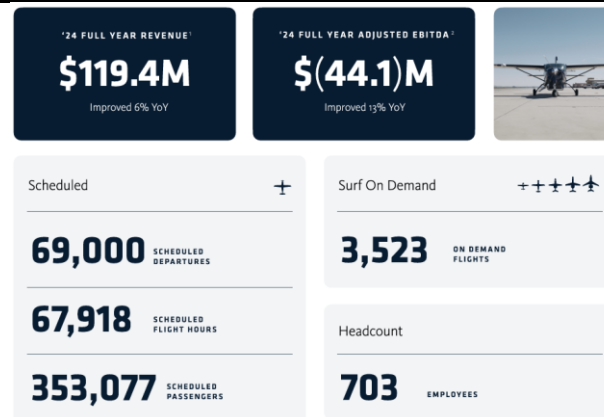 '24 FULL YEAR REVENUE¹
$119.4M
Improved 6% YoY
'24 FULL YEAR ADJUSTED EBITDA²
$(44.1)M
Improved 13% YoY
Scheduled
69,000 SCHEDULED
DEPARTURES
67,918 SCHEDULED
FLIGHT HOURS
353,077 SCHEDULED
PASSENGERS
Surf On Demand
3,523 ON DEMAND
FLIGHTS
Headcount
703 EMPLOYEES